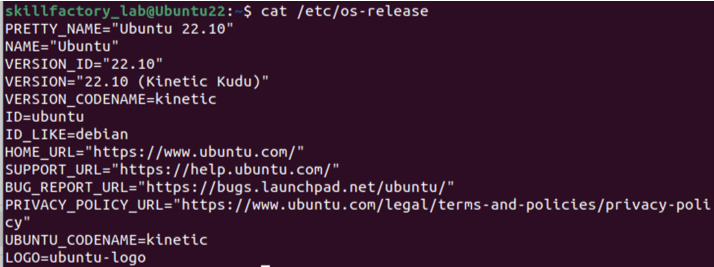 skillfactory_lab@Ubuntu22:~$ cat /etc/os-release
PRETTY_NAME="Ubuntu 22.10"
NAME="Ubuntu"
VERSION_ID="22.10"
VERSION="22.10 (Kinetic Kudu)"
VERSION_CODENAME=kinetic
ID=ubuntu
ID_LIKE=debian
HOME_URL="https://www.ubuntu.com/"
SUPPORT_URL="https://help.ubuntu.com/"
BUG_REPORT_URL="https://bugs.launchpad.net/ubuntu/"
PRIVACY_POLICY_URL="https://www.ubuntu.com/legal/terms-and-policies/privacy-poli
cy"
UBUNTU_CODENAME=kinetic
LOGO=ubuntu-logo